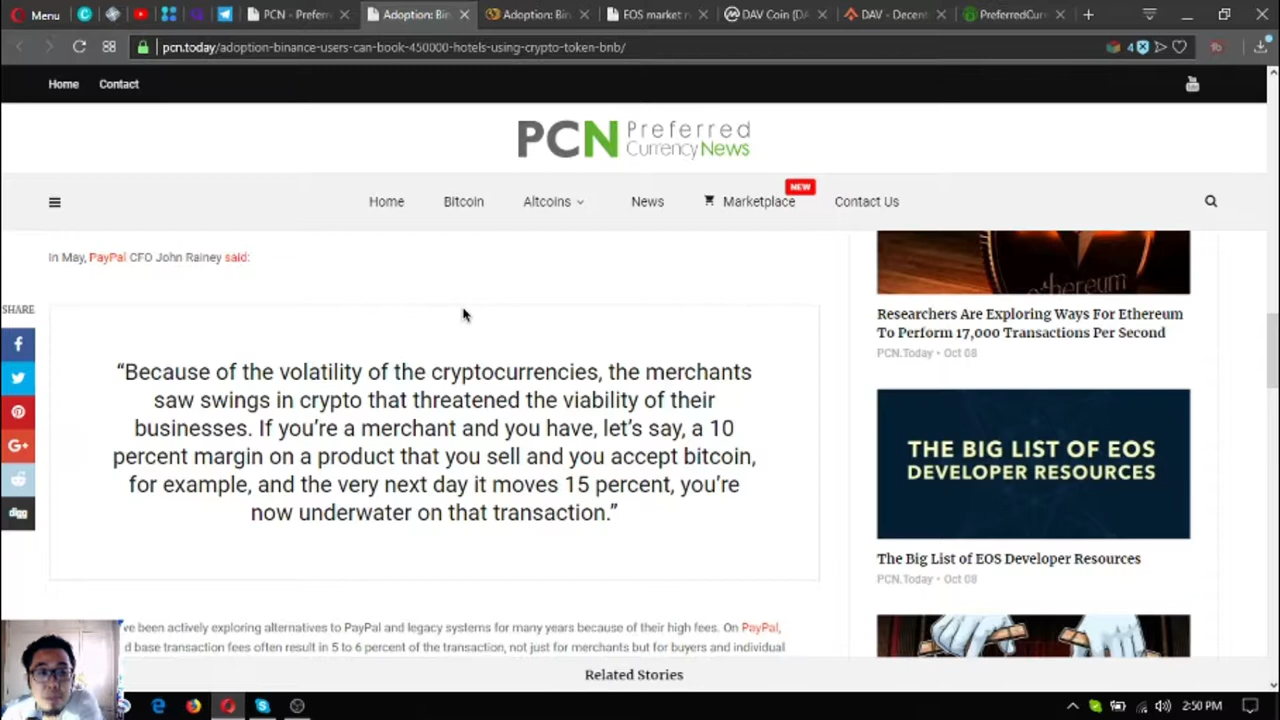 Menu
PCN - Preferr
Adoption: Bin
Adoption: Bin
EOS market r
DAV Coin (DA
DAV - Decent
PreferredCur
pcn.today/adoption-binance-users-can-book-450000-hotels-using-crypto-token-bnb/
4
Home
Contact
PCN Preferred
CurrencyNews
NEW
Home
Bitcoin
Altcoins
News
Marketplace
Contact Us
In May, PayPal CFO John Rainey said:
SHARE
“Because of the volatility of the cryptocurrencies, the merchants
saw swings in crypto that threatened the viability of their
businesses. If you’re a merchant and you have, let’s say, a 10
percent margin on a product that you sell and you accept bitcoin,
for example, and the very next day it moves 15 percent, you’re
now underwater on that transaction.”
digg
ethereum
Researchers Are Exploring Ways For Ethereum
To Perform 17,000 Transactions Per Second
PCN.Today • Oct 08
THE BIG LIST OF EOS
DEVELOPER RESOURCES
The Big List of EOS Developer Resources
PCN.Today • Oct 08
ve been actively exploring alternatives to PayPal and legacy systems for many years because of their high fees. On PayPal,
d base transaction fees often result in 5 to 6 percent of the transaction, not just for merchants but for buyers and individual
Related Stories
2:50 PM